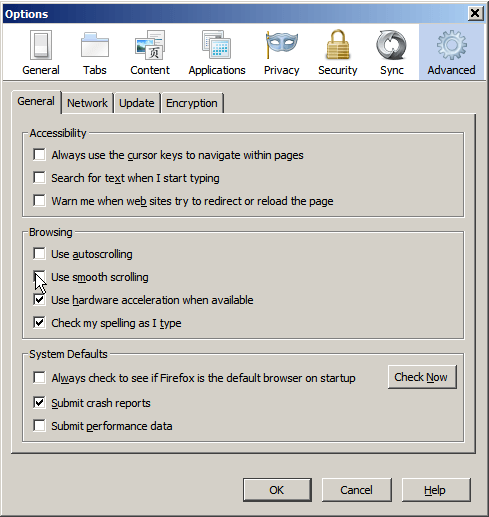 Options
General Tabs Content Applications Privacy Security Sync Advanced
General Network Update Encryption
Accessibility
Always use the cursor keys to navigate within pages
Search for text when I start typing
Warn me when web sites try to redirect or reload the page
Browsing
Use autoscrolling
Use smooth scrolling
Use hardware acceleration when available
Check my spelling as I type
System Defaults
Always check to see if Firefox is the default browser on startup Check Now
Submit crash reports
Submit performance data
OK Cancel Help